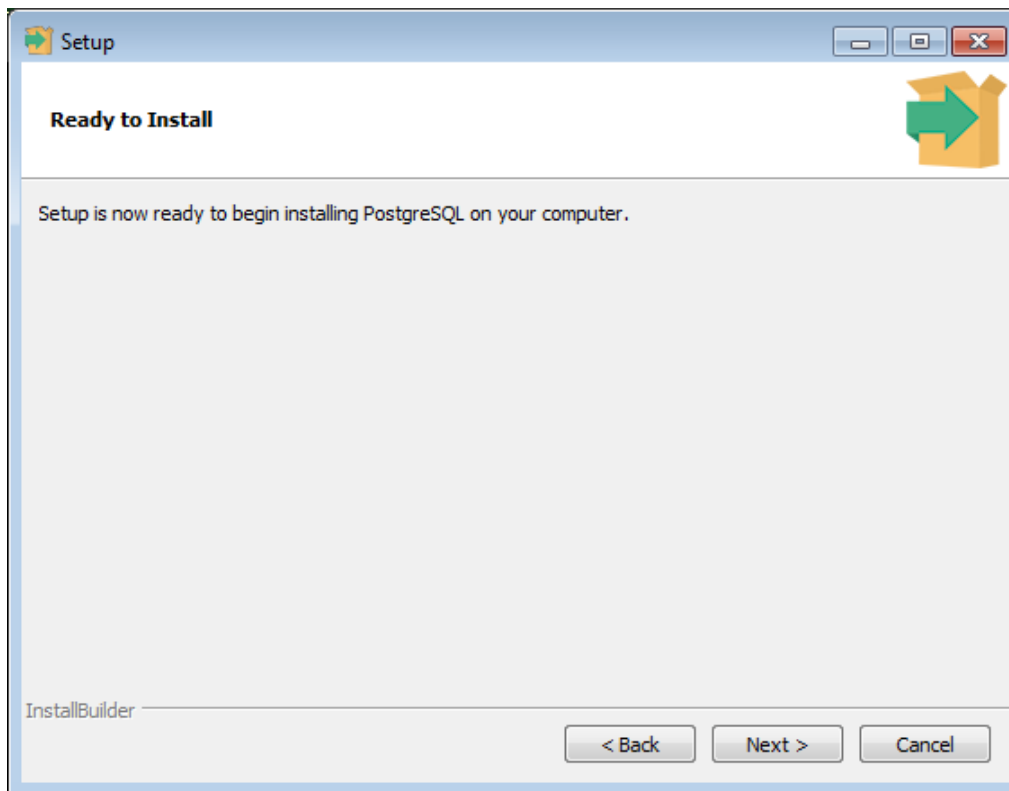 Setup
Ready to Install
Setup is now ready to begin installing PostgreSQL on your computer.
InstallBuilder
< Back
Next >
Cancel